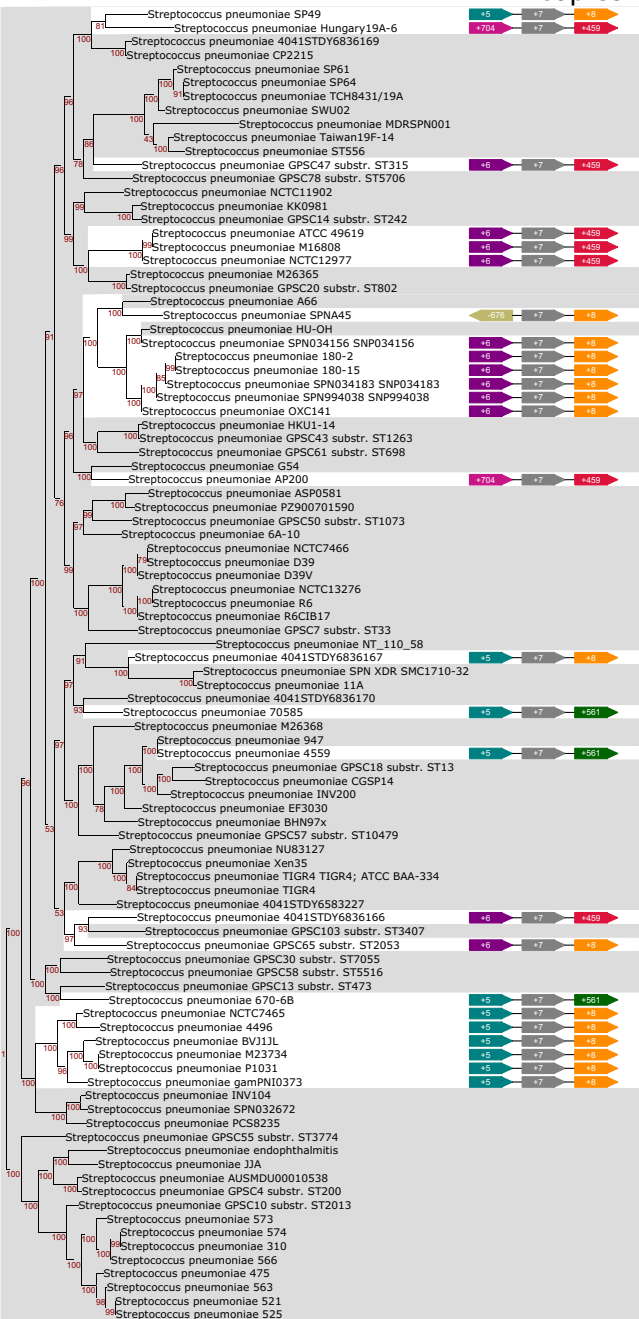 Streptococcus pneumoniae SP49 +5 +7 +8
Streptococcus pneumoniae Hungary19A-6 +704 +7 +459
Streptococcus pneumoniae 4041STDY6836169
Streptococcus pneumoniae CP2215
Streptococcus pneumoniae SP61
Streptococcus pneumoniae SP64
Streptococcus pneumoniae TCH8431/19A
Streptococcus pneumoniae SWU02
Streptococcus pneumoniae MDRSPN001
Streptococcus pneumoniae Taiwan19F-14
Streptococcus pneumoniae ST556
Streptococcus pneumoniae GPSC47 substr. ST315 +6 +7 +459
Streptococcus pneumoniae GPSC78 substr. ST5706
Streptococcus pneumoniae NCTC11902
Streptococcus pneumoniae KK0981
Streptococcus pneumoniae GPSC14 substr. ST242
Streptococcus pneumoniae ATCC 49619 +6 +7 +459
Streptococcus pneumoniae M16808 +6 +7 +459
Streptococcus pneumoniae NCTC12977 +6 +7 +459
Streptococcus pneumoniae M26365
Streptococcus pneumoniae GPSC20 substr. ST802
Streptococcus pneumoniae A66
Streptococcus pneumoniae SPNA45 -676 +7 +8
Streptococcus pneumoniae HU-OH
Streptococcus pneumoniae SPN034156 SNP034156 +6 +7 +8
Streptococcus pneumoniae 180-2 +6 +7 +8
Streptococcus pneumoniae 180-15 +6 +7 +8
Streptococcus pneumoniae SPN034183 SNP034183 +6 +7 +8
Streptococcus pneumoniae SPN994038 SNP994038 +6 +7 +8
Streptococcus pneumoniae OXC141 +6 +7 +8
Streptococcus pneumoniae HKU1-14
Streptococcus pneumoniae GPSC43 substr. ST1263
Streptococcus pneumoniae GPSC61 substr. ST698
Streptococcus pneumoniae G54
Streptococcus pneumoniae AP200 +704 +7 +459
Streptococcus pneumoniae ASP0581
Streptococcus pneumoniae PZ900701590
Streptococcus pneumoniae GPSC50 substr. ST1073
Streptococcus pneumoniae 6A-10
Streptococcus pneumoniae NCTC7466
Streptococcus pneumoniae D39
Streptococcus pneumoniae D39V
Streptococcus pneumoniae NCTC13276
Streptococcus pneumoniae R6
Streptococcus pneumoniae R6CIB17
Streptococcus pneumoniae GPSC7 substr. ST33
Streptococcus pneumoniae NT_110_58
Streptococcus pneumoniae 4041STDY6836167 +5 +7 +8
Streptococcus pneumoniae SPN XDR SMC1710-32
Streptococcus pneumoniae 11A
Streptococcus pneumoniae 4041STDY6836170
Streptococcus pneumoniae 70585 +5 +7 +561
Streptococcus pneumoniae M26368
Streptococcus pneumoniae 947
Streptococcus pneumoniae 4559 +5 +7 +561
Streptococcus pneumoniae GPSC18 substr. ST13
Streptococcus pneumoniae CGSP14
Streptococcus pneumoniae INV200
Streptococcus pneumoniae EF3030
Streptococcus pneumoniae BHN97x
Streptococcus pneumoniae GPSC57 substr. ST10479
Streptococcus pneumoniae NU83127
Streptococcus pneumoniae Xen35
Streptococcus pneumoniae TIGR4 TIGR4; ATCC BAA-334
Streptococcus pneumoniae TIGR4
Streptococcus pneumoniae 4041STDY6583227
Streptococcus pneumoniae 4041STDY6836166 +6 +7 +459
Streptococcus pneumoniae GPSC103 substr. ST3407
Streptococcus pneumoniae GPSC65 substr. ST2053 +6 +7 +8
Streptococcus pneumoniae GPSC30 substr. ST7055
Streptococcus pneumoniae GPSC58 substr. ST5516
Streptococcus pneumoniae GPSC13 substr. ST473
Streptococcus pneumoniae 670-6B +5 +7 +561
Streptococcus pneumoniae NCTC7465 +5 +7 +8
Streptococcus pneumoniae 4496 +5 +7 +8
Streptococcus pneumoniae BVJ1JL +5 +7 +8
Streptococcus pneumoniae M23734 +5 +7 +8
Streptococcus pneumoniae P1031 +5 +7 +8
Streptococcus pneumoniae gamPNI0373 +5 +7 +8
Streptococcus pneumoniae INV104
Streptococcus pneumoniae SPN032672
Streptococcus pneumoniae PCS8235
Streptococcus pneumoniae GPSC55 substr. ST3774
Streptococcus pneumoniae endophthalmitis
Streptococcus pneumoniae JJA
Streptococcus pneumoniae AUSMDU00010538
Streptococcus pneumoniae GPSC4 substr. ST200
Streptococcus pneumoniae GPSC10 substr. ST2013
Streptococcus pneumoniae 573
Streptococcus pneumoniae 574
Streptococcus pneumoniae 310
Streptococcus pneumoniae 566
Streptococcus pneumoniae 475
Streptococcus pneumoniae 563
Streptococcus pneumoniae 521
Streptococcus pneumoniae 525